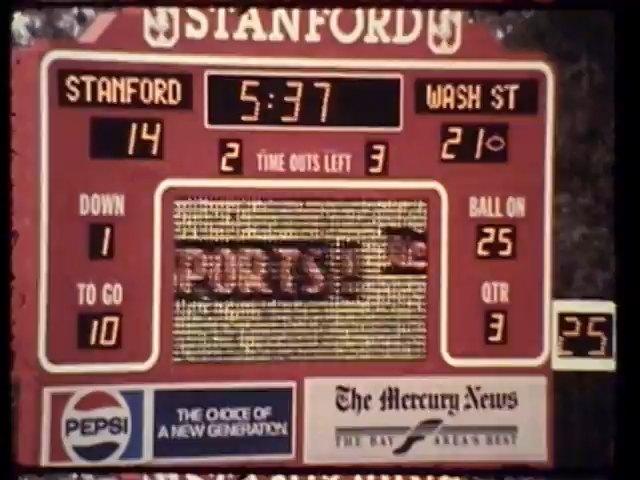 STANFORD
STANFORD
5:37
WASH ST
14
2
TIME OUTS LEFT
3
21
DOWN
1
BALL ON
25
TO GO
10
QTR
3
PORTS
25
PEPSI
THE CHOICE OF
A NEW GENERATION.
The Mercury News
THE BAY AREA'S BEST